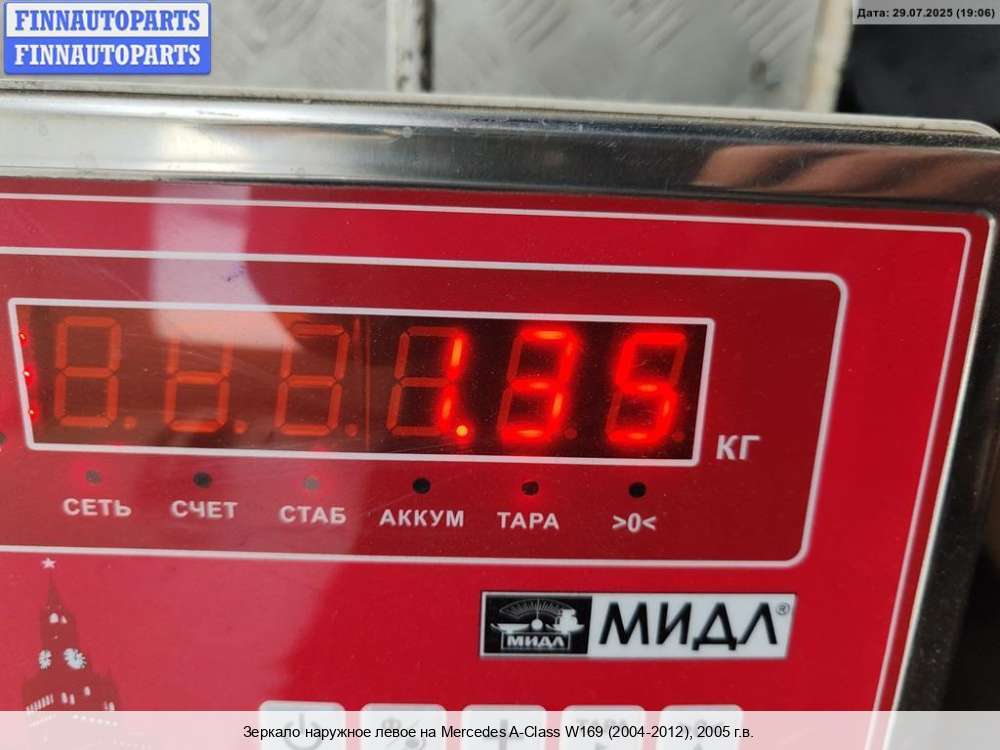 FINNAUTOPARTS
FINNAUTOPARTS
Дата: 29.07.2025 (19:06)
1.35
КГ
СЕТЬ СЧЕТ СТАБ АККУМ ТАРА >0<
МИДЛ МИДЛ®
Зеркало наружное левое на Mercedes A-Class W169 (2004-2012), 2005 г.в.